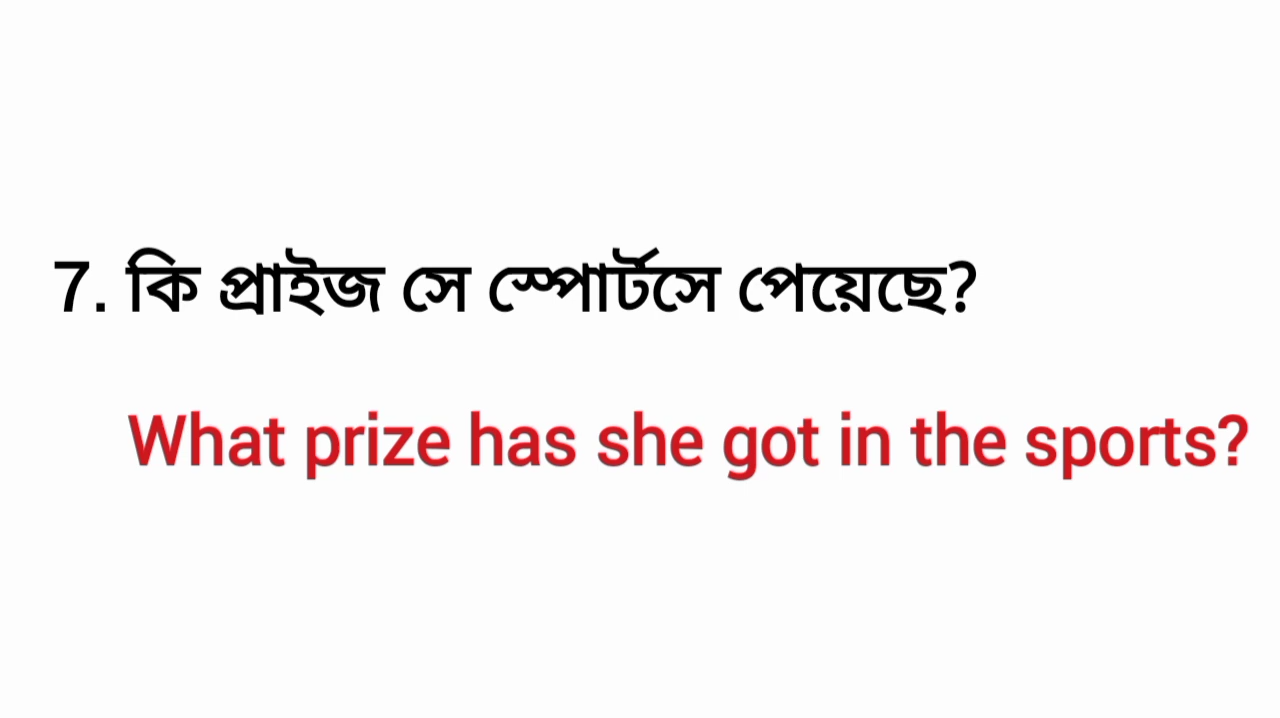 7. কি প্রাইজ সে স্পোর্টসে পেয়েছে?
What prize has she got in the sports?